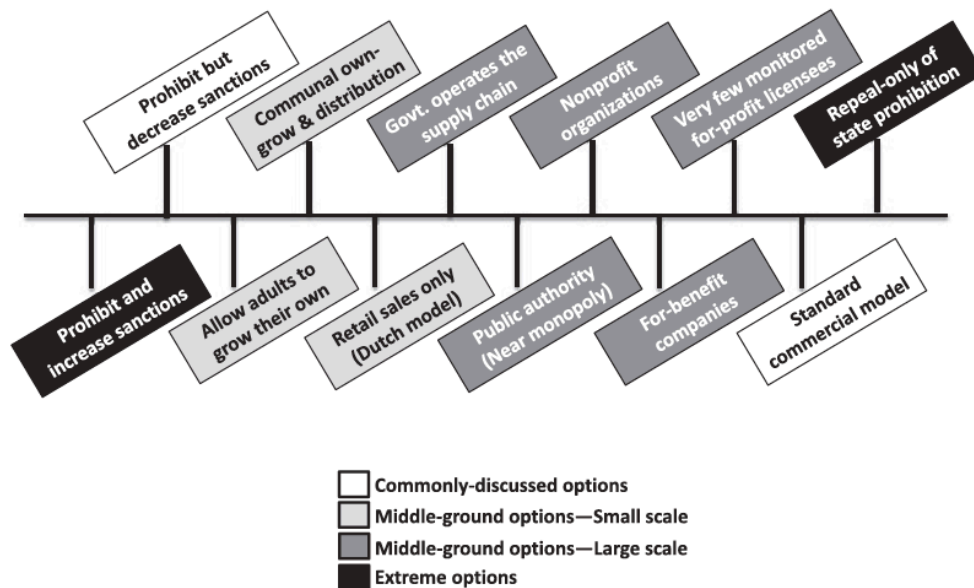 Prohibit but
decrease sanctions
Communal own-
grow & distribution
Govt. operates the
supply chain
Nonprofit
organizations
Very few monitored
for-profit licensees
Repeal-only of
state prohibition
Prohibit and
increase sanctions
Allow adults to
grow their own
Retail sales only
(Dutch model)
Public authority
(Near monopoly)
For-benefit
companies
Standard
commercial model
Commonly-discussed options
Middle-ground options—Small scale
Middle-ground options—Large scale
Extreme options